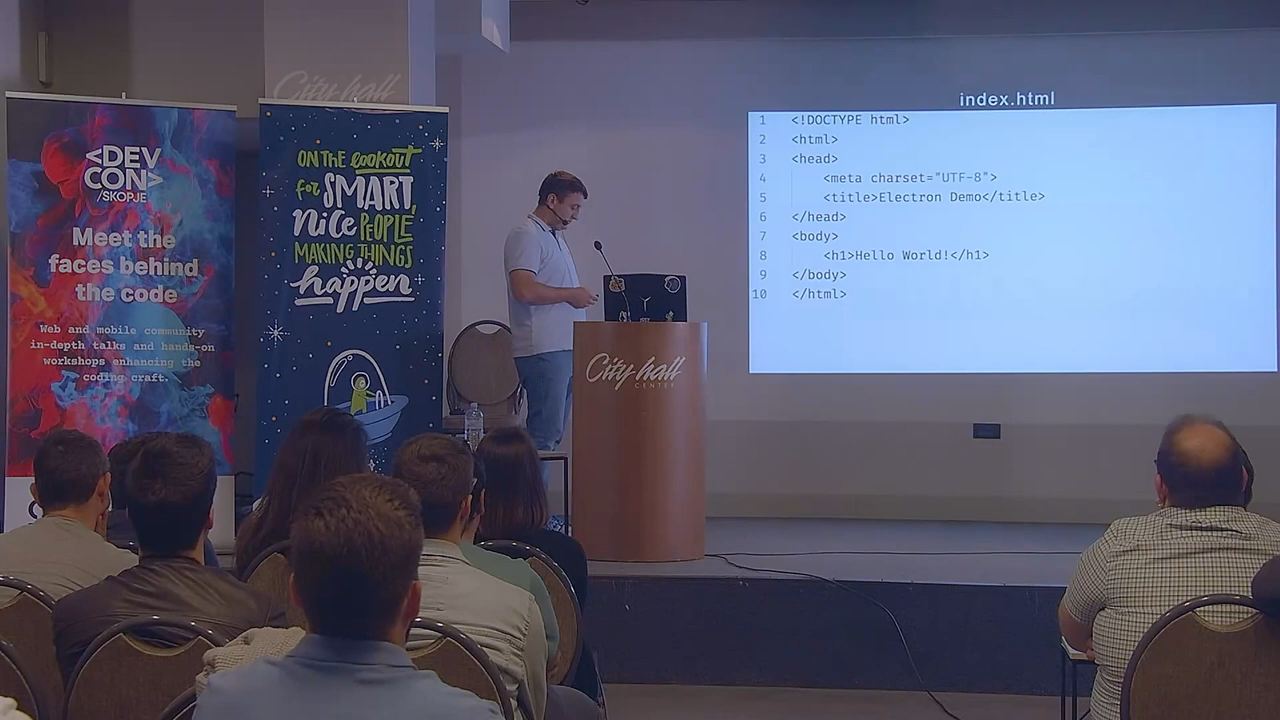 City hall
<DEV
CON>
/SKOPJE
Meet the
faces behind
the code
Web and mobile community
in-depth talks and hands-on
workshops enhancing the
coding craft.
ON THE lookout
for SMART,
nice PEOPLE
MAKING THINGS
happen
City hall
CENTER
index.html
1 <!DOCTYPE html>
2 <html>
3 <head>
4 <meta charset="UTF-8">
5 <title>Electron Demo</title>
6 </head>
7 <body>
8 <h1>Hello World!</h1>
9 </body>
10 </html>